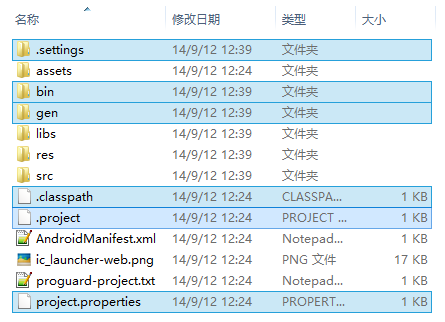 名称 修改日期 类型 大小
.settings 14/9/12 12:39 文件夹
assets 14/9/12 12:24 文件夹
bin 14/9/12 12:39 文件夹
gen 14/9/12 12:39 文件夹
libs 14/9/12 12:39 文件夹
res 14/9/12 12:39 文件夹
src 14/9/12 12:39 文件夹
.classpath 14/9/12 12:24 CLASSPA... 1 KB
.project 14/9/12 12:24 PROJECT ... 1 KB
AndroidManifest.xml 14/9/12 12:24 Notepad... 1 KB
ic_launcher-web.png 14/9/12 12:24 PNG 文件 17 KB
proguard-project.txt 14/9/12 12:24 Notepad... 1 KB
project.properties 14/9/12 12:24 PROPERT... 1 KB